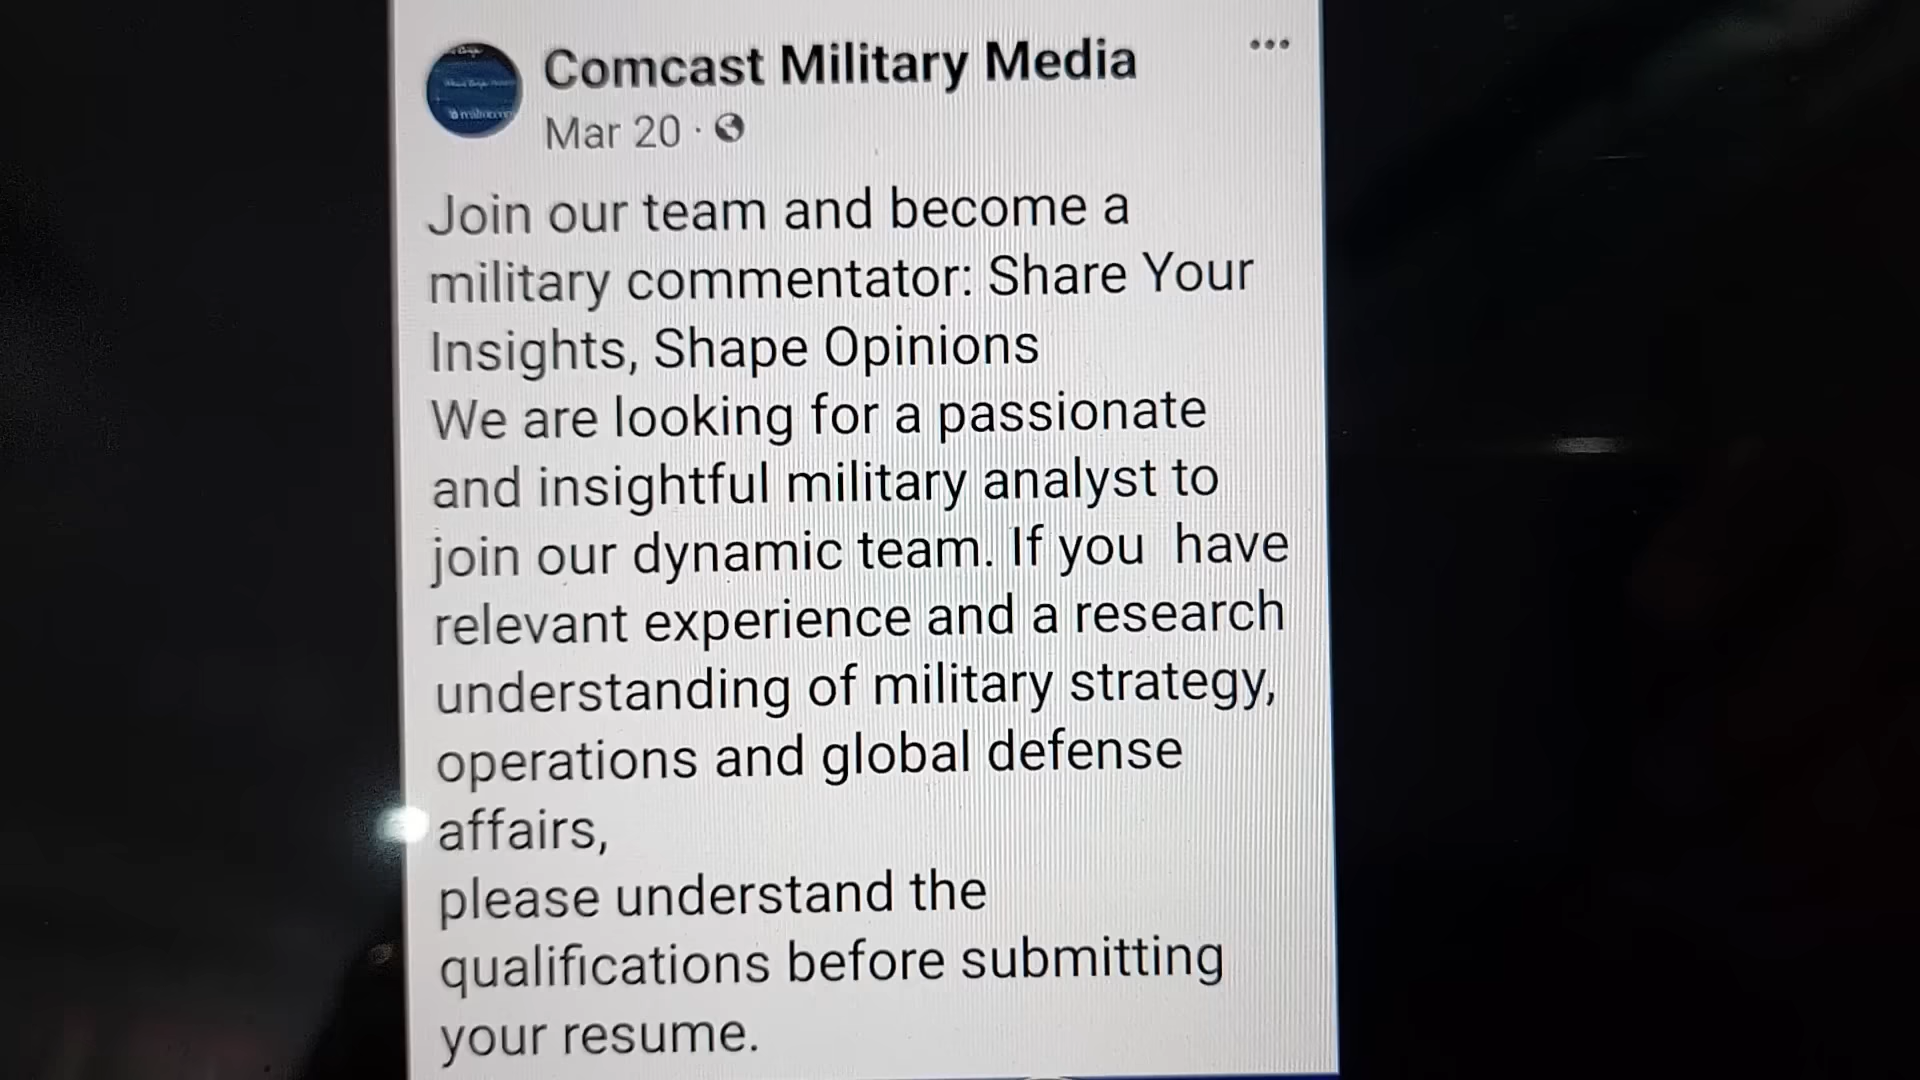 Comcast Military Media
Mar 20 ·
Join our team and become a
military commentator: Share Your
Insights, Shape Opinions
We are looking for a passionate
and insightful military analyst to
join our dynamic team. If you  have
relevant experience and a research
understanding of military strategy,
operations and global defense
affairs,
please understand the
qualifications before submitting
your resume.